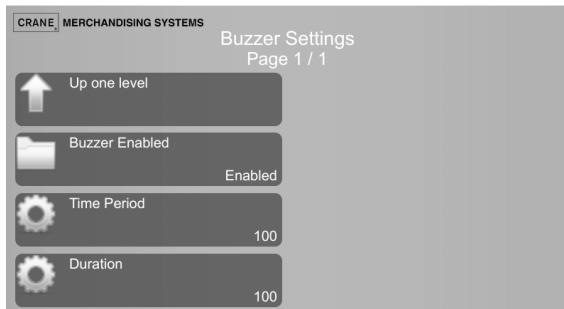 CRANE® MERCHANDISING SYSTEMS
Buzzer Settings
Page 1 / 1
Up one level
Buzzer Enabled
Enabled
Time Period
100
Duration
100